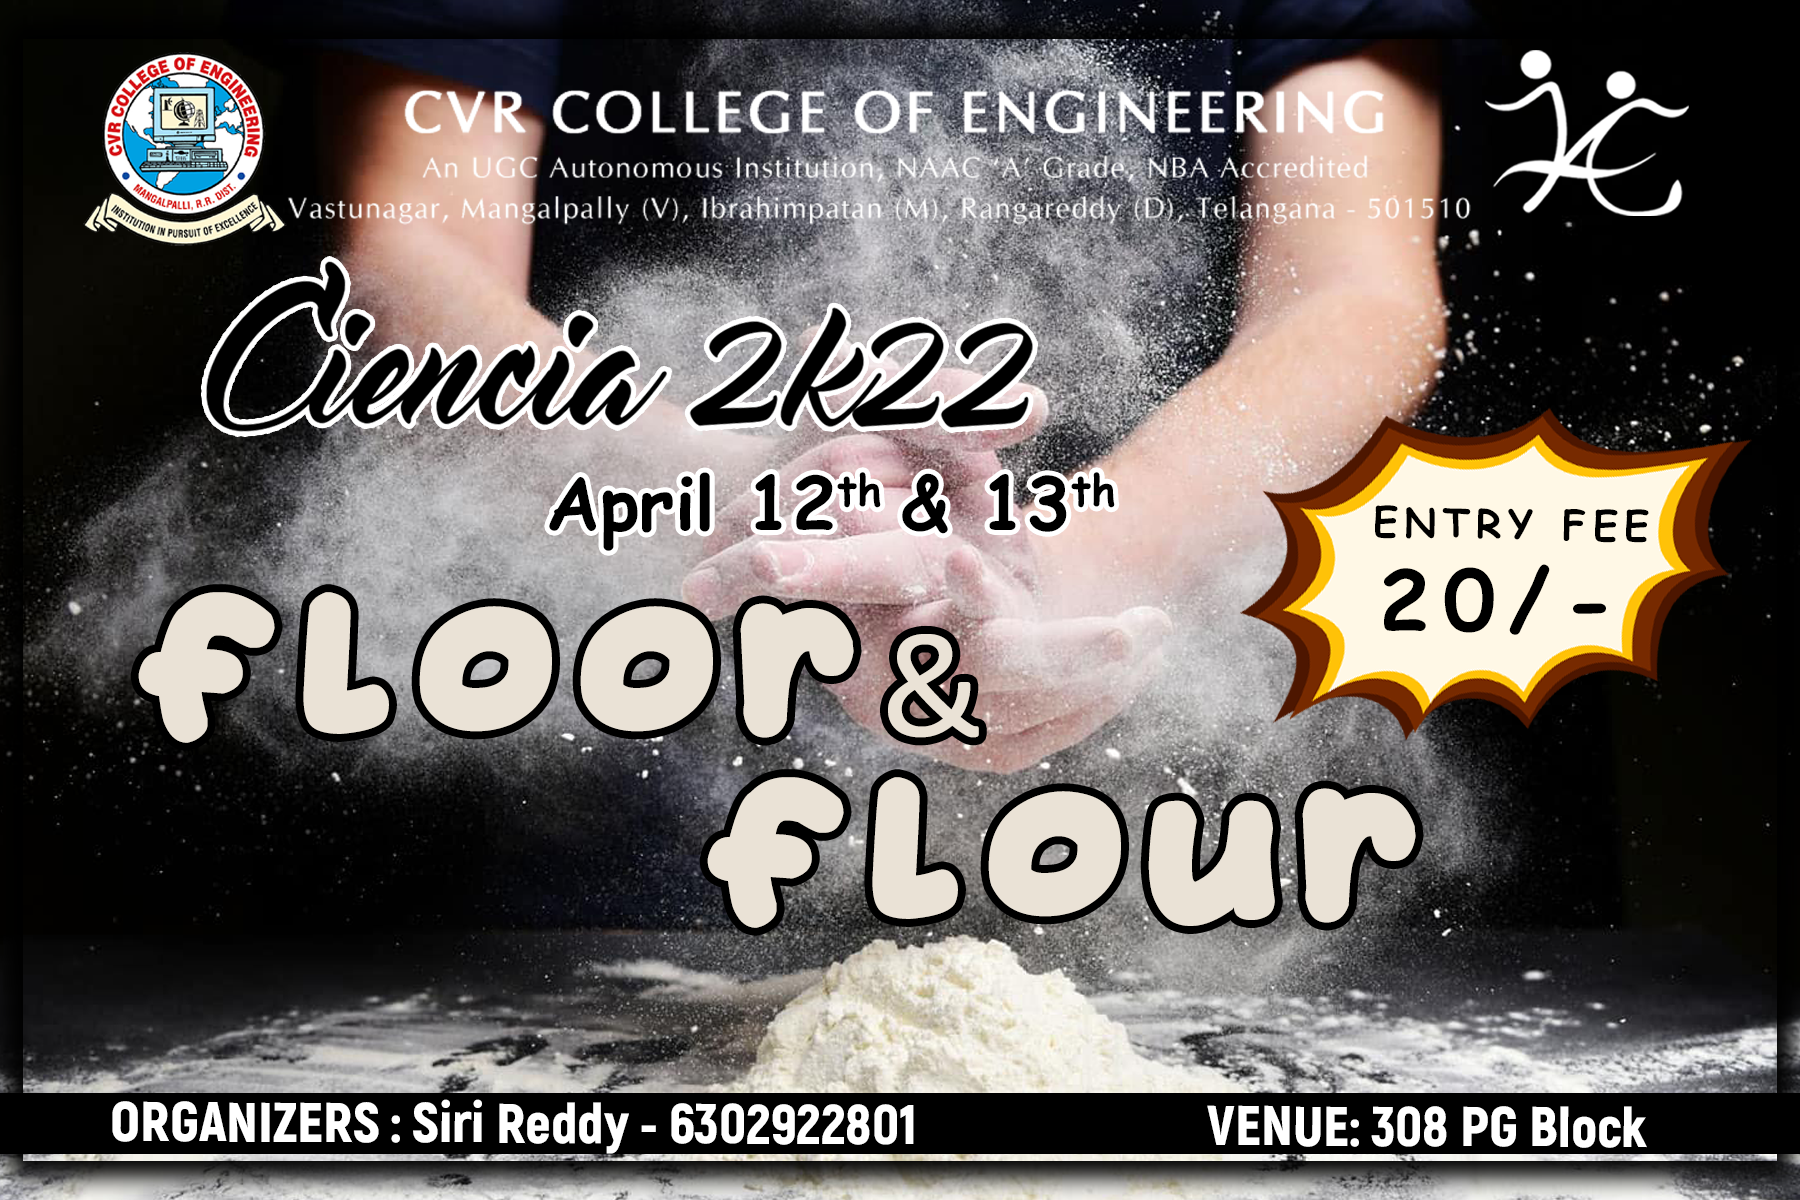 CVR COLLEGE OF ENGINEERING
MANGALPALLI, R.R. DIST.
INSTITUTION IN PURSUIT OF EXCELLENCE
CVR COLLEGE OF ENGINEERING
An UGC Autonomous Institution, NAAC 'A' Grade, NBA Accredited
Vastunagar, Mangalpally (V), Ibrahimpatan (M), Rangareddy (D), Telangana - 501510
Ciencia 2k22
April 12th & 13th
ENTRY FEE
20/-
FLOOR &
FLOUR
ORGANIZERS : Siri Reddy - 6302922801
VENUE: 308 PG Block